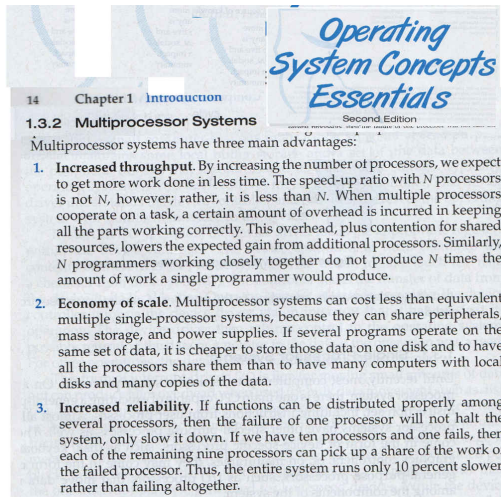 Operating
System Concepts
Essentials
Second Edition
14 Chapter 1 Introduction
1.3.2 Multiprocessor Systems
Multiprocessor systems have three main advantages:
1. Increased throughput. By increasing the number of processors, we expect
to get more work done in less time. The speed-up ratio with N processors
is not N, however; rather, it is less than N. When multiple processors
cooperate on a task, a certain amount of overhead is incurred in keeping
all the parts working correctly. This overhead, plus contention for shared
resources, lowers the expected gain from additional processors. Similarly,
N programmers working closely together do not produce N times the
amount of work a single programmer would produce.
2. Economy of scale. Multiprocessor systems can cost less than equivalent
multiple single-processor systems, because they can share peripherals,
mass storage, and power supplies. If several programs operate on the
same set of data, it is cheaper to store those data on one disk and to have
all the processors share them than to have many computers with local
disks and many copies of the data.
3. Increased reliability. If functions can be distributed properly among
several processors, then the failure of one processor will not halt the
system, only slow it down. If we have ten processors and one fails, then
each of the remaining nine processors can pick up a share of the work o
the failed processor. Thus, the entire system runs only 10 percent slower
rather than failing altogether.